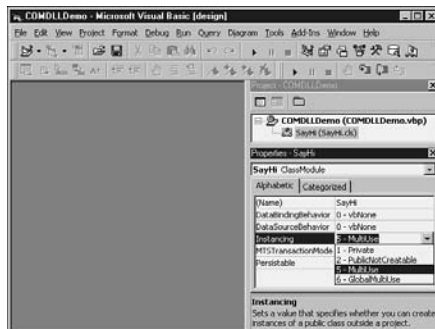 COMDLLDemo - Microsoft Visual Basic [design]
File Edit View Project Format Debug Run Query Diagram Tools Add-Ins Window Help
Project - COMDLLDemo
COMDLLDemo (COMDLLDemo.vbp)
SayHi (SayHi.cls)
Properties - SayHi
SayHi ClassModule
Alphabetic Categorized
(Name) SayHi
DataBindingBehavior 0 - vbNone
DataSourceBehavior 0 - vbNone
Instancing 5 - MultiUse
MTSTransactionMode 1 - Private
Persistable 2 - PublicNotCreatable
5 - MultiUse
6 - GlobalMultiUse
Instancing
Sets a value that specifies whether you can create
instances of a public class outside a project.